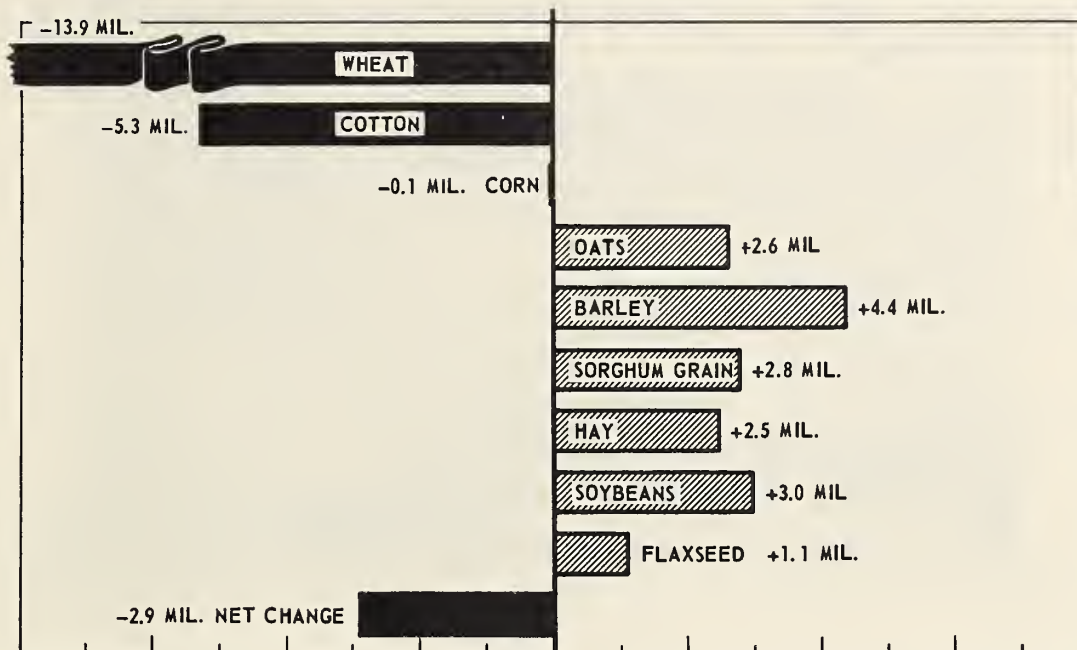 -13.9 MIL.
WHEAT
-5.3 MIL. COTTON
-0.1 MIL. CORN
OATS +2.6 MIL
BARLEY +4.4 MIL.
SORGHUM GRAIN +2.8 MIL.
HAY +2.5 MIL.
SOYBEANS +3.0 MIL
FLAXSEED +1.1 MIL.
-2.9 MIL. NET CHANGE